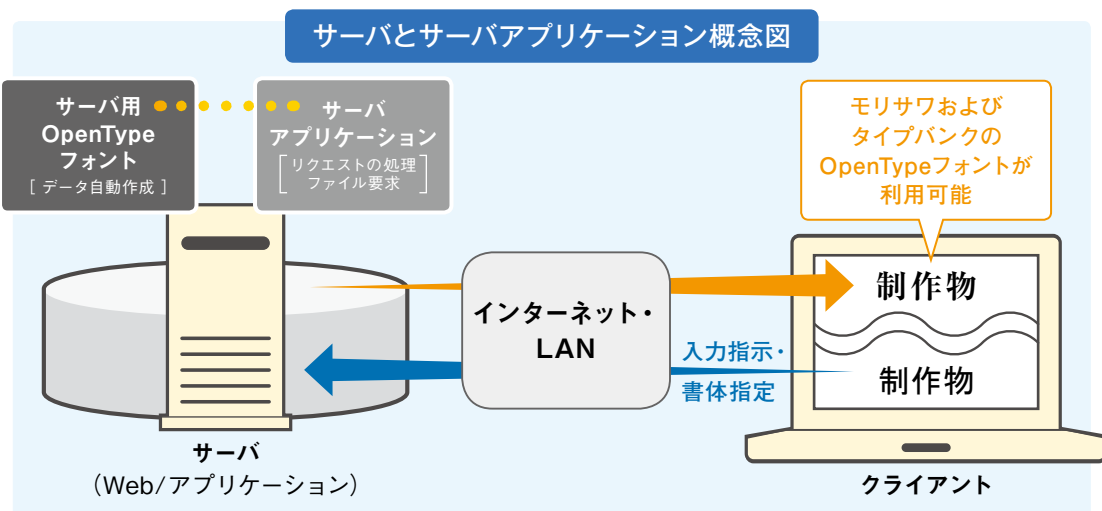 サーバとサーバアプリケーション概念図
サーバ用
OpenType
フォント
[ データ自動作成 ]
サーバ
アプリケーション
[リクエストの処理
ファイル要求]
モリサワおよび
タイプバンクの
OpenTypeフォントが
利用可能
制作物
インターネット・
LAN
入力指示・
書体指定
制作物
サーバ
（Web/アプリケーション）
クライアント